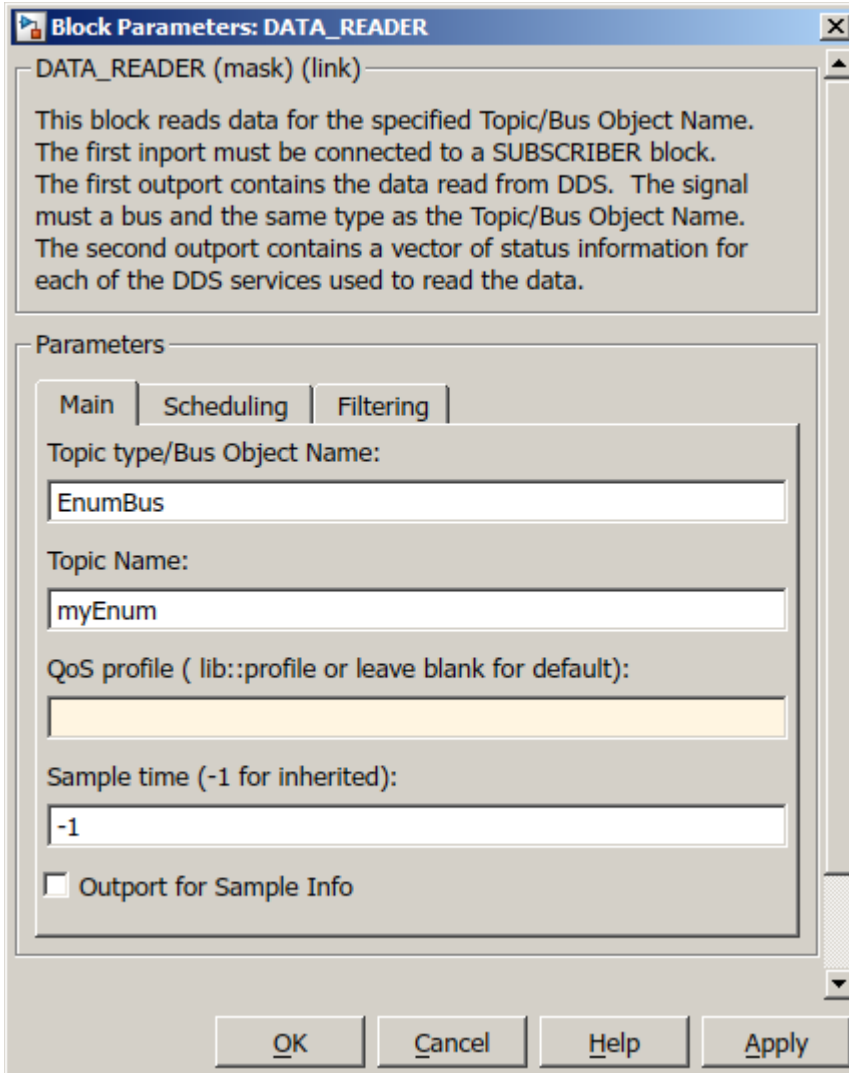 Block Parameters: DATA_READER
DATA_READER (mask) (link)
This block reads data for the specified Topic/Bus Object Name.
The first inport must be connected to a SUBSCRIBER block.
The first outport contains the data read from DDS.  The signal
must a bus and the same type as the Topic/Bus Object Name.
The second outport contains a vector of status information for
each of the DDS services used to read the data.
Parameters
Main Scheduling Filtering
Topic type/Bus Object Name:
EnumBus
Topic Name:
myEnum
QoS profile ( lib::profile or leave blank for default):
Sample time (-1 for inherited):
-1
Outport for Sample Info
OK Cancel Help Apply